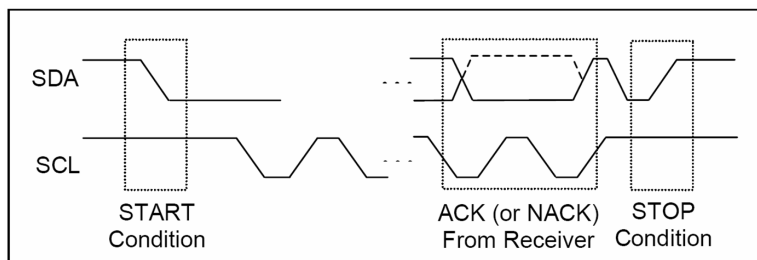 SDA
SCL
START
Condition
ACK (or NACK)
From Receiver
STOP
Condition